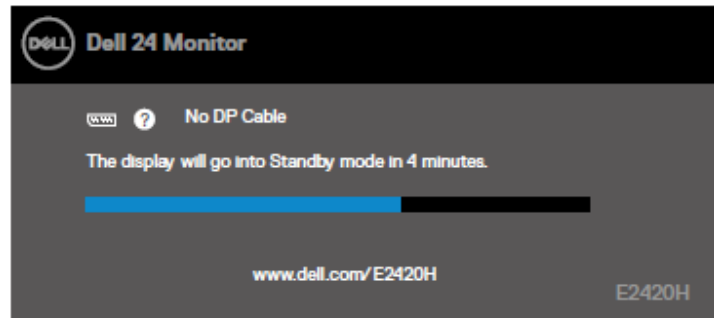 DELL Dell 24 Monitor
No DP Cable
The display will go into Standby mode in 4 minutes.
www.dell.com/E2420H
E2420H